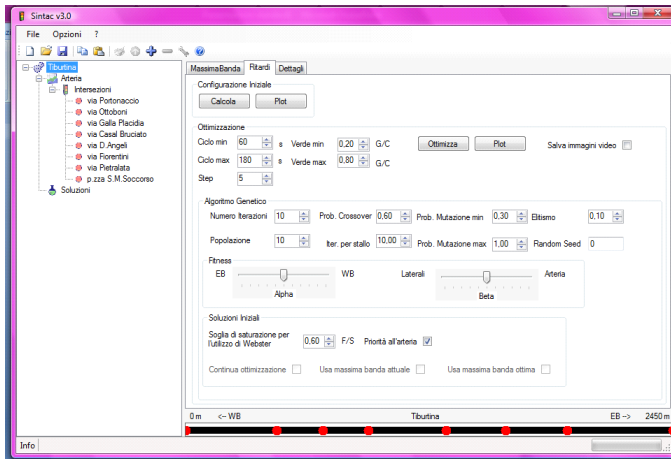 Sintac v3.0
File Opzioni ?
Tiburtina
Arteria
Intersezioni
via Portonaccio
via Ottoboni
via Galla Placidia
via Casal Bruciato
via D.Angeli
via Fiorentini
via Pietralata
p.zza S.M.Soccorso
Soluzioni
MassimaBanda Ritardi Dettagli
Configurazione Iniziale
Calcola Plot
Ottimizzazione
Ciclo min 60 s Verde min 0,20 G/C Ottimizza Plot Salva immagini video
Ciclo max 180 s Verde max 0,80 G/C
Step 5
Algoritmo Genetico
Numero Iterazioni 10 Prob. Crossover 0,60 Prob. Mutazione min 0,30 Elitismo 0,10
Popolazione 10 Iter. per stallo 10,00 Prob. Mutazione max 1,00 Random Seed 0
Fitness
EB WB Laterali Arteria
Alpha Beta
Soluzioni Iniziali
Soglia di saturazione per
l'utilizzo di Webster 0,60 F/S Priorità all'arteria
Continua ottimizzazione Usa massima banda attuale Usa massima banda ottima
0 m <-- WB Tiburtina EB --> 2450 m
Info